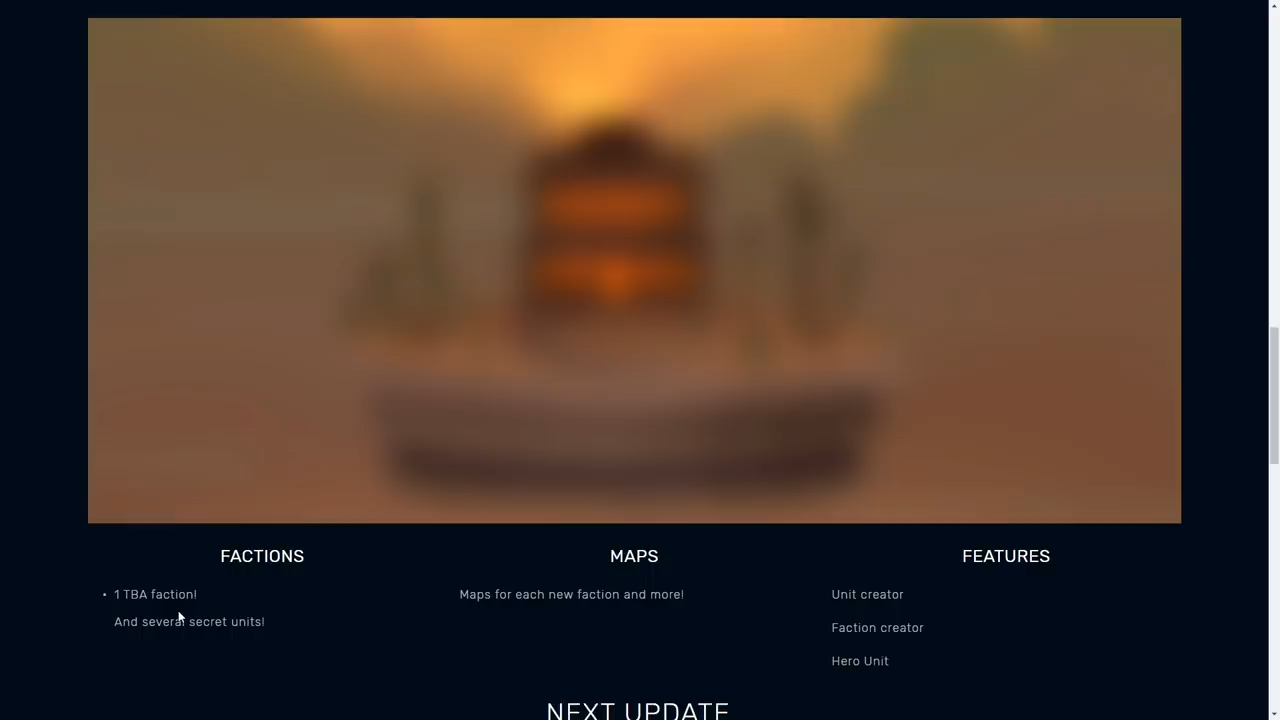 FACTIONS
• 1 TBA faction!
And several secret units!
MAPS
Maps for each new faction and more!
FEATURES
Unit creator
Faction creator
Hero Unit
NEXT UPDATE